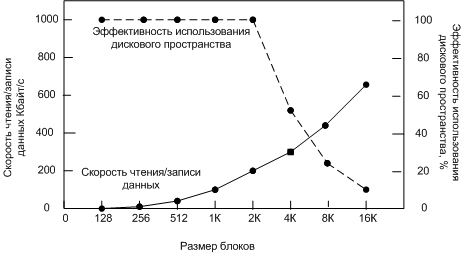 1000
800
600
400
200
0
Скорость чтения/записи
данных Кбайт/с
Эффективность использования
дискового пространства
Скорость чтения/записи
данных
100
80
60
40
20
0
Эффективность использования
дискового пространства, %
0 128 256 512 1K 2K 4K 8K 16K
Размер блоков